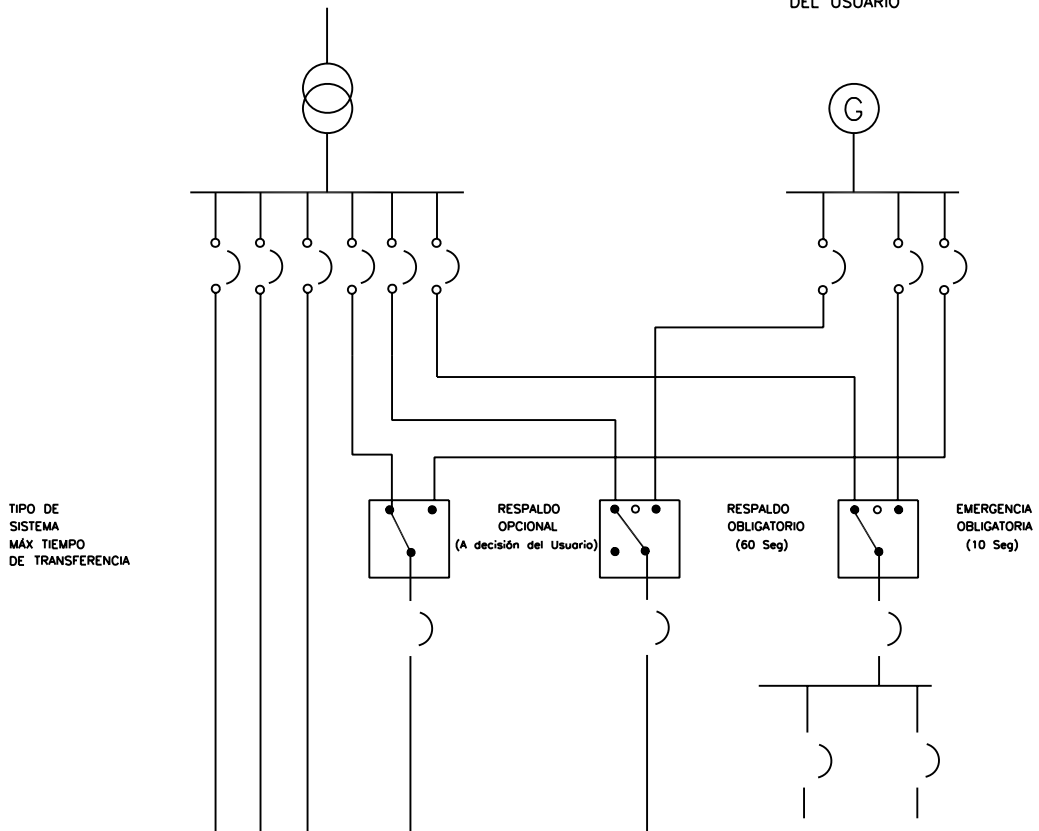 DEL USUARIO
G
TIPO DE
SISTEMA
MÁX TIEMPO
DE TRANSFERENCIA
RESPALDO
OPCIONAL
(A decisión del Usuario)
RESPALDO
OBLIGATORIO
(60 Seg)
EMERGENCIA
OBLIGATORIA
(10 Seg)